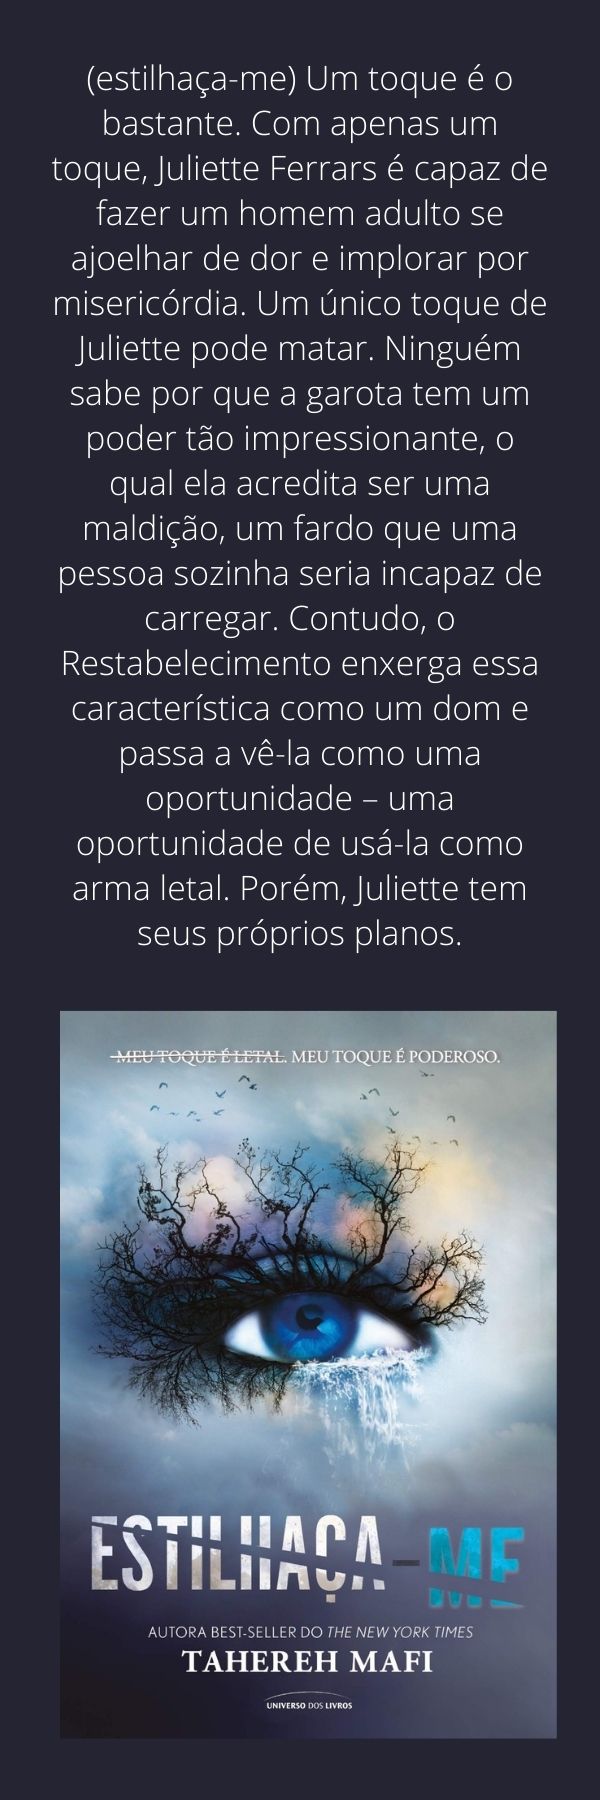 (estilhaça-me) Um toque é o
bastante. Com apenas um
toque, Juliette Ferrars é capaz de
fazer um homem adulto se
ajoelhar de dor e implorar por
misericórdia. Um único toque de
Juliette pode matar. Ninguém
sabe por que a garota tem um
poder tão impressionante, o
qual ela acredita ser uma
maldição, um fardo que uma
pessoa sozinha seria incapaz de
carregar. Contudo, o
Restabelecimento enxerga essa
característica como um dom e
passa a vê-la como uma
oportunidade – uma
oportunidade de usá-la como
arma letal. Porém, Juliette tem
seus próprios planos.
MEU TOQUE É LETAL. MEU TOQUE É PODEROSO.
ESTILHAÇA-ME
AUTORA BEST-SELLER DO THE NEW YORK TIMES
TAHEREH MAFI
UNIVERSO DOS LIVROS